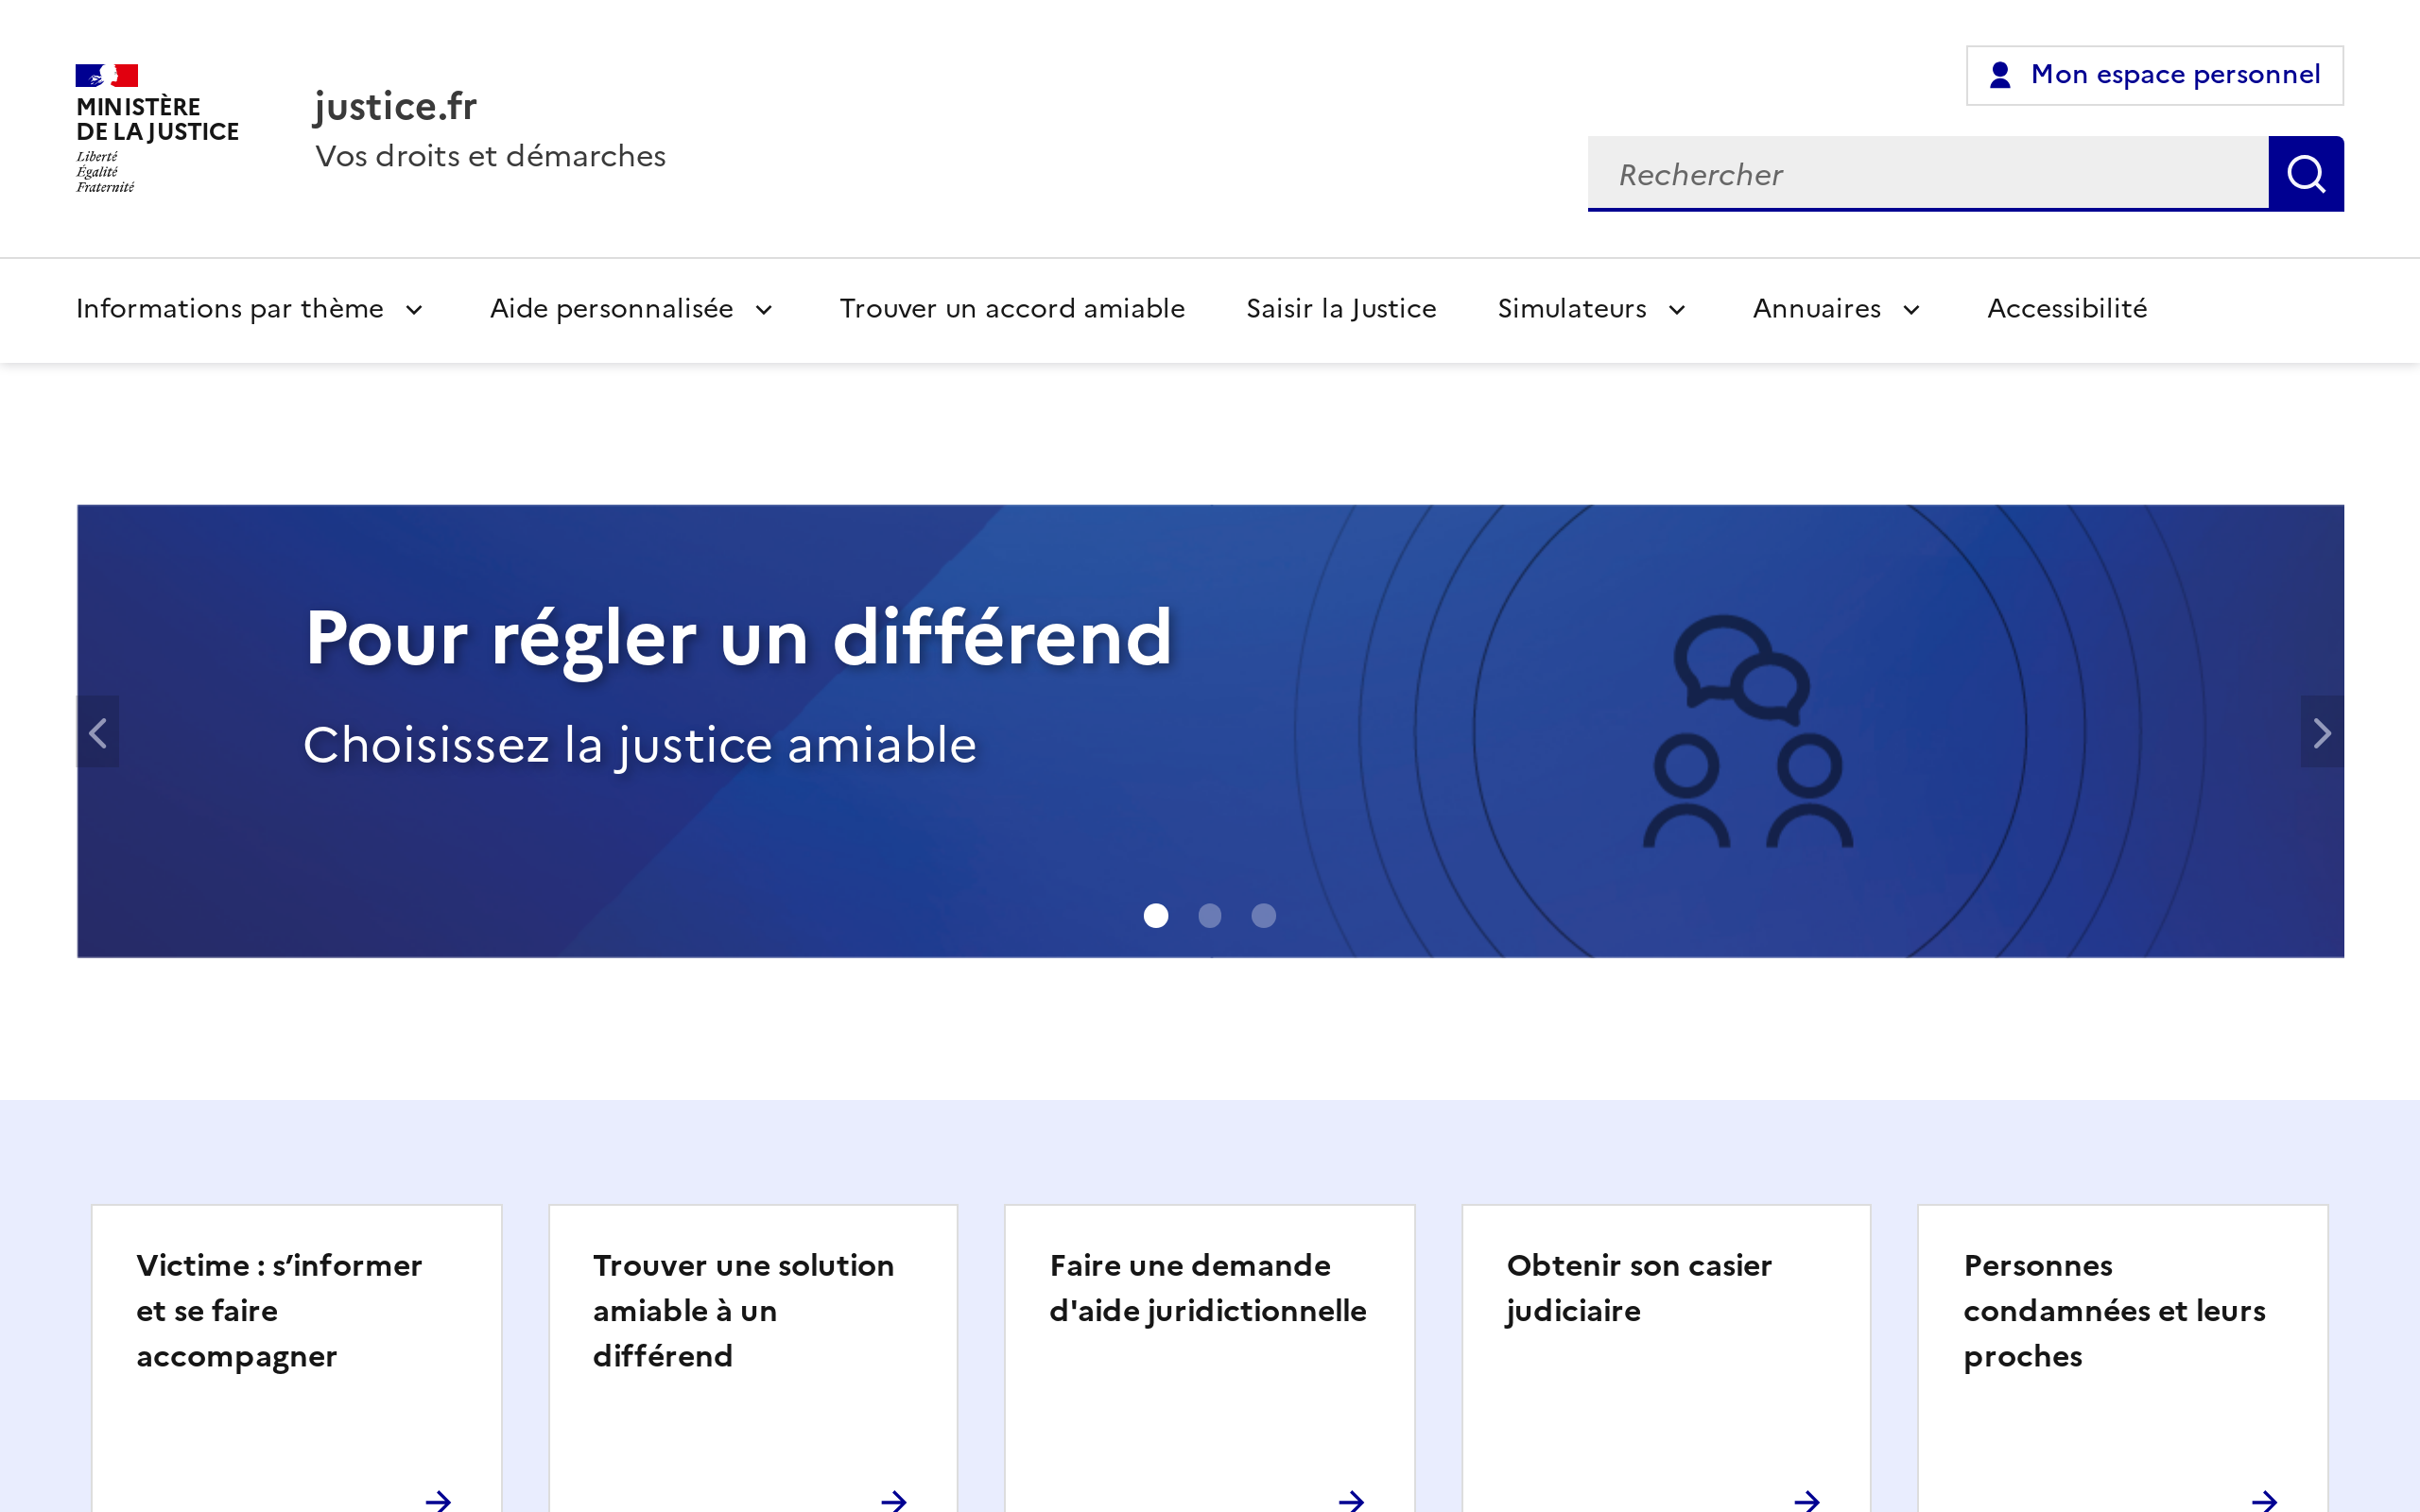 MINISTÈRE
DE LA JUSTICE
Liberté
Égalité
Fraternité
justice.fr
Vos droits et démarches
Mon espace personnel
Rechercher
Informations par thème
Aide personnalisée
Trouver un accord amiable
Saisir la Justice
Simulateurs
Annuaires
Accessibilité
Pour régler un différend
Choisissez la justice amiable
Victime : s’informer
et se faire
accompagner
Trouver une solution
amiable à un
différend
Faire une demande
d'aide juridictionnelle
Obtenir son casier
judiciaire
Personnes
condamnées et leurs
proches